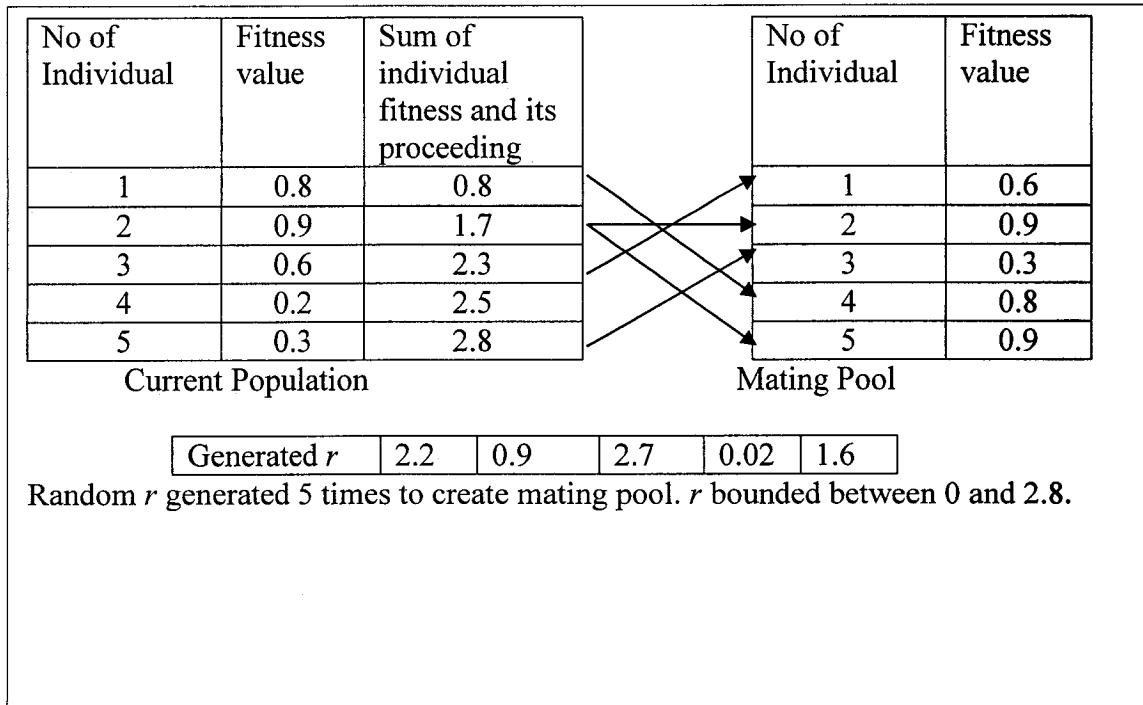 No of Individual Fitness value Sum of individual fitness and its proceeding
1 0.8 0.8
2 0.9 1.7
3 0.6 2.3
4 0.2 2.5
5 0.3 2.8
Current Population
No of Individual Fitness value
1 0.6
2 0.9
3 0.3
4 0.8
5 0.9
Mating Pool
Generated r 2.2 0.9 2.7 0.02 1.6
Random r generated 5 times to create mating pool. r bounded between 0 and 2.8.